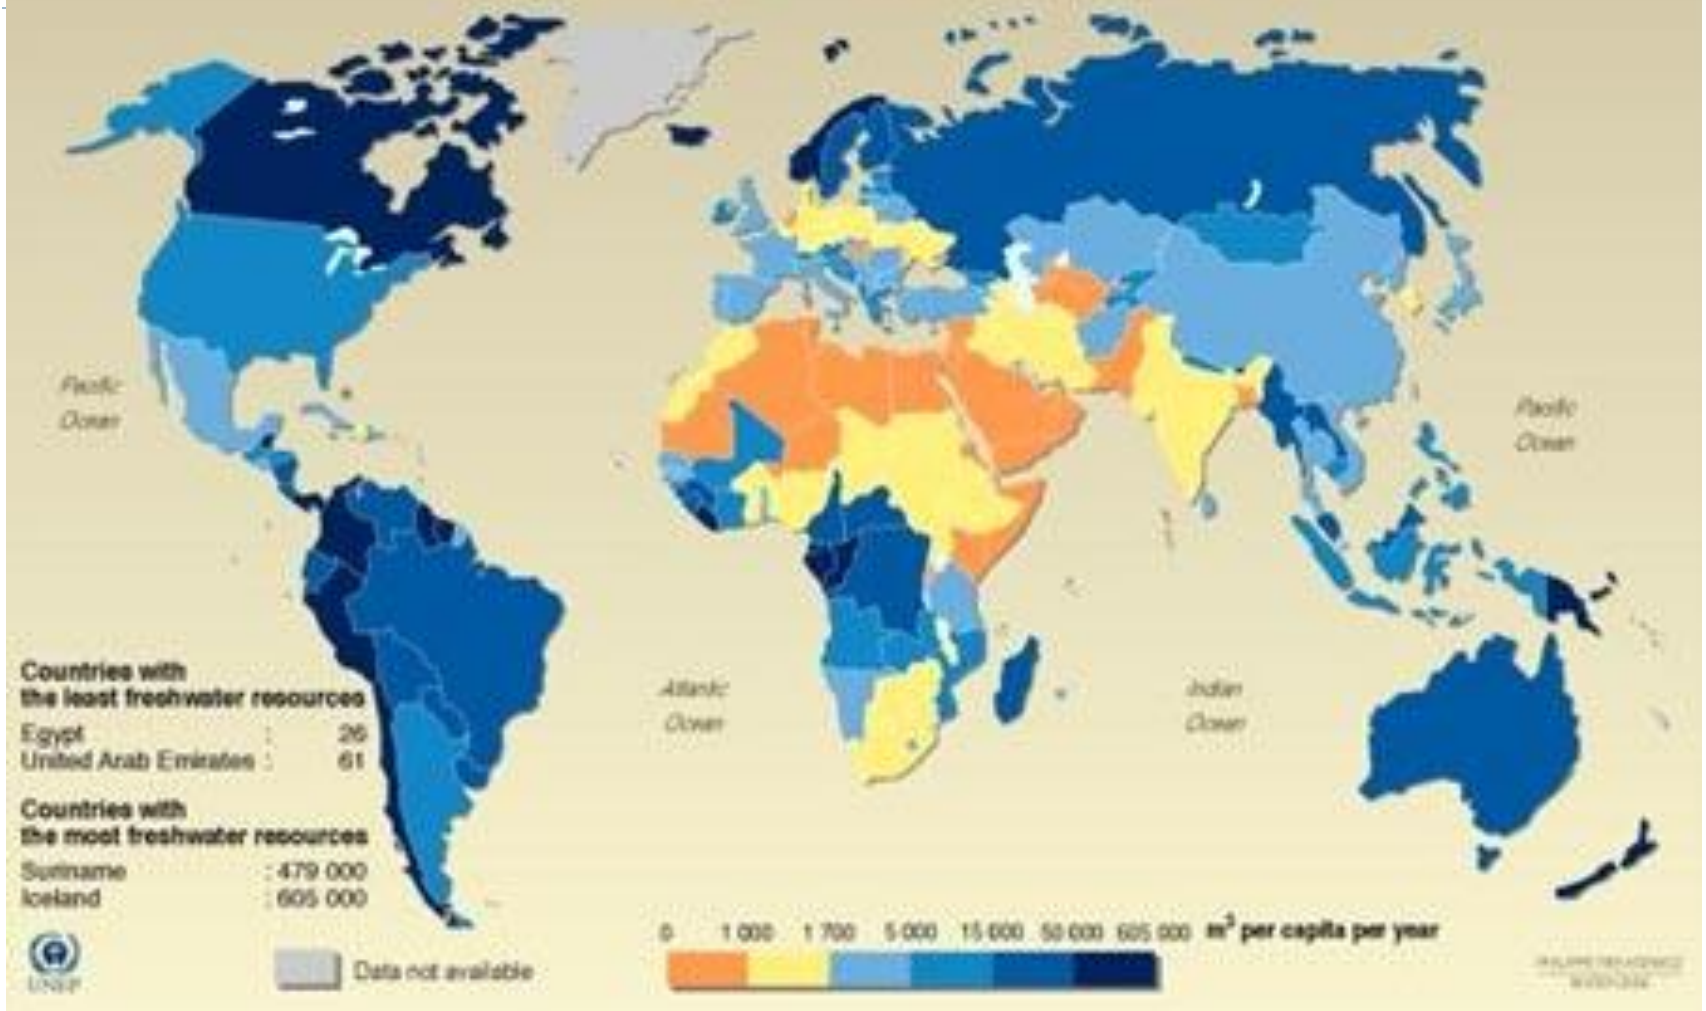 Pacific
Ocean
Pacific
Ocean
Countries with
the least freshwater resources
Egypt : 26
United Arab Emirates : 61
Countries with
the most freshwater resources
Suriname : 479 000
Iceland : 605 000
Atlantic
Ocean
Indian
Ocean
0 1 000 1 700 5 000 15 000 50 000 605 000 m³ per capita per year
Data not available
UNEP